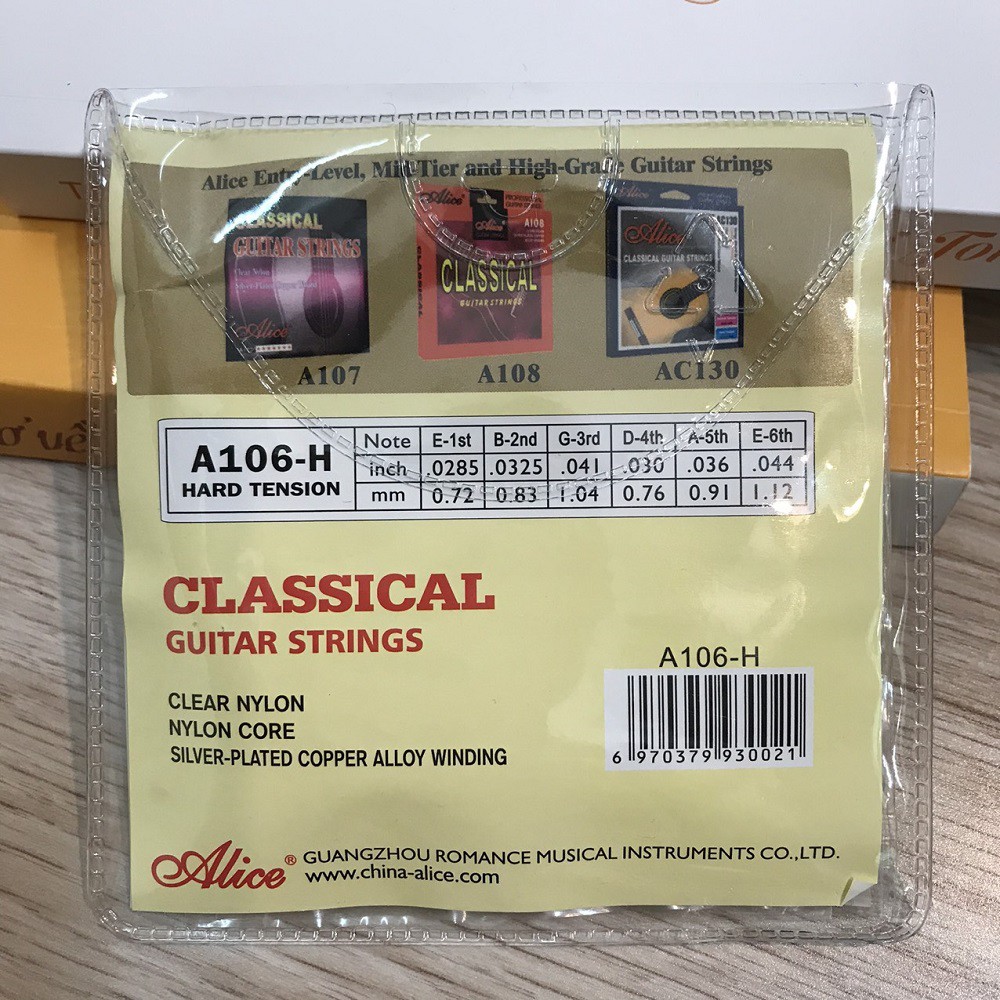 Alice Entry-Level, Mid-Tier and High-Grade Guitar Strings
CLASSICAL
GUITAR STRINGS
Clear Nylon
Alice
A107
Alice
A108
Alice
CLASSICAL
GUITAR STRINGS
A108
Alice
AC130
CLASSICAL GUITAR STRINGS
AC130
A106-H
HARD TENSION
Note E-1st B-2nd G-3rd D-4th A-5th E-6th
inch .0285 .0325 .041 .030 .036 .044
mm 0.72 0.83 1.04 0.76 0.91 1.12
CLASSICAL
GUITAR STRINGS
CLEAR NYLON
NYLON CORE
SILVER-PLATED COPPER ALLOY WINDING
A106-H
6 970379 930021
Alice® GUANGZHOU ROMANCE MUSICAL INSTRUMENTS CO.,LTD.
www.china-alice.com